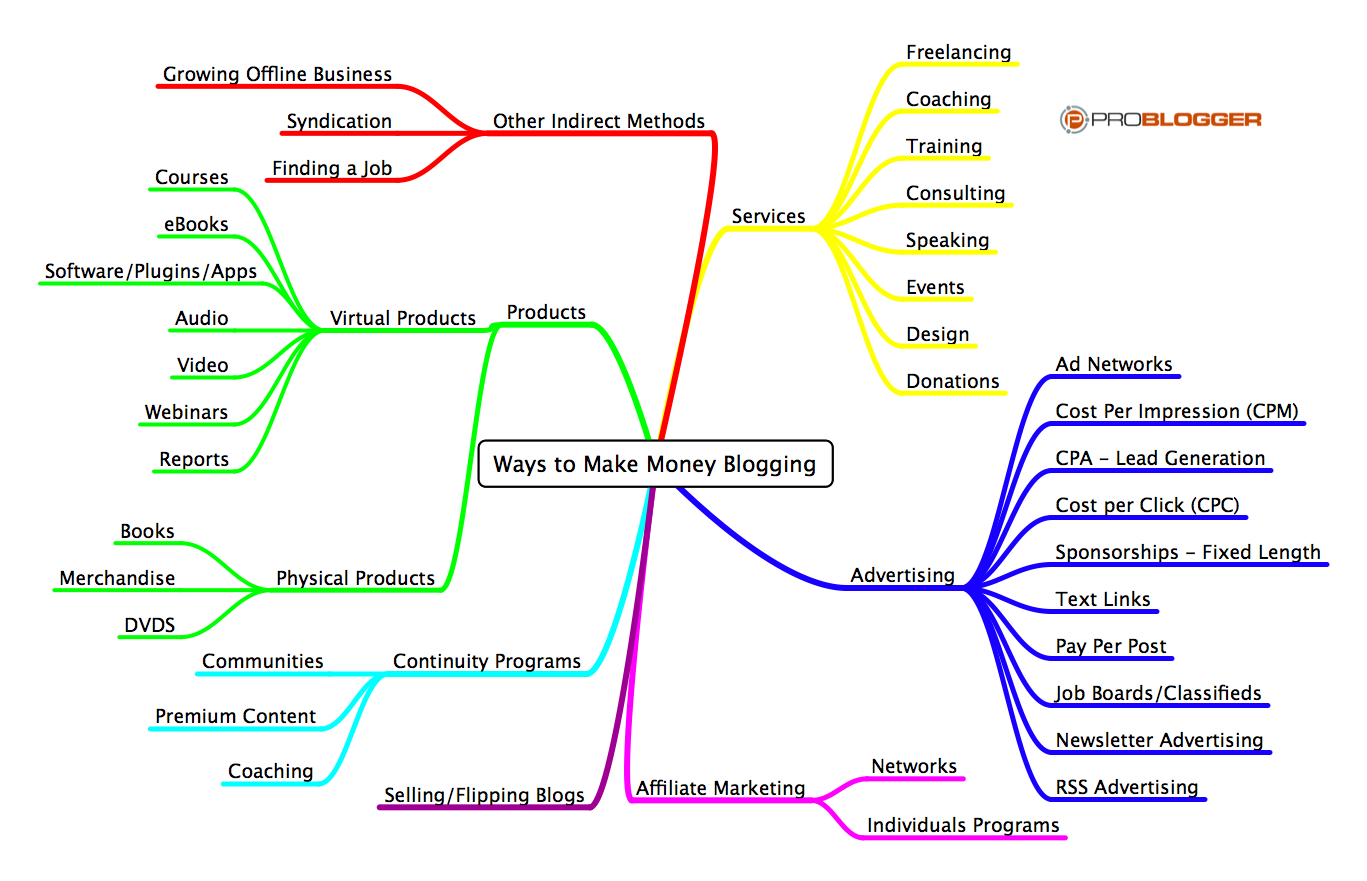 Ways to Make Money Blogging
Other Indirect Methods
Growing Offline Business
Syndication
Finding a Job
Products
Virtual Products
Courses
eBooks
Software/Plugins/Apps
Audio
Video
Webinars
Reports
Physical Products
Books
Merchandise
DVDS
Continuity Programs
Communities
Premium Content
Coaching
Selling/Flipping Blogs
Services
Freelancing
Coaching
Training
Consulting
Speaking
Events
Design
Donations
PROBLOGGER
Advertising
Ad Networks
Cost Per Impression (CPM)
CPA – Lead Generation
Cost per Click (CPC)
Sponsorships – Fixed Length
Text Links
Pay Per Post
Job Boards/Classifieds
Newsletter Advertising
RSS Advertising
Affiliate Marketing
Networks
Individuals Programs